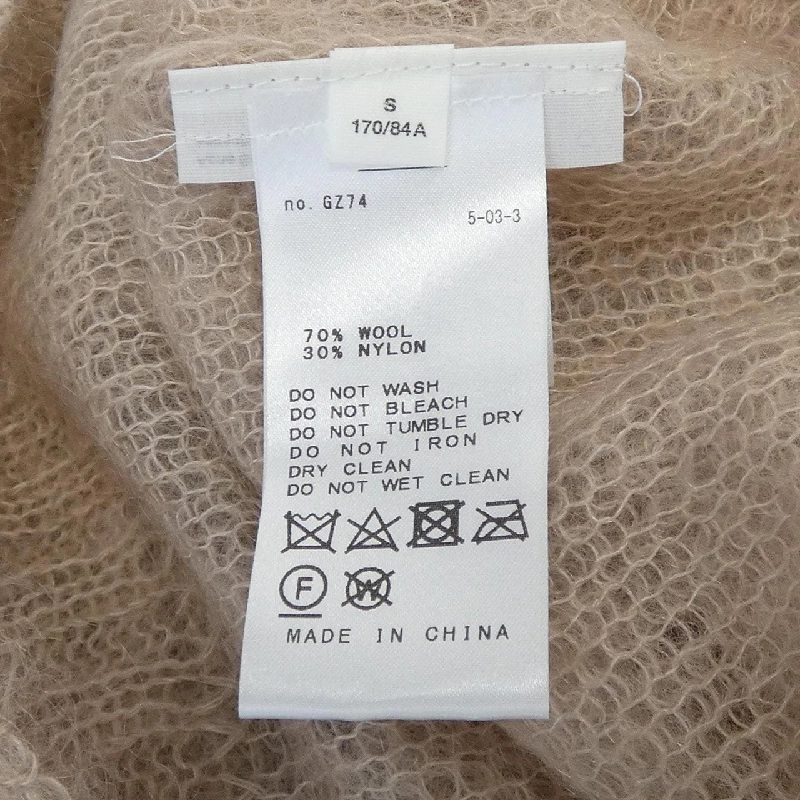 S
170/84A
no. GZ74
5-03-3
70% WOOL
30% NYLON
DO NOT WASH
DO NOT BLEACH
DO NOT TUMBLE DRY
DO NOT IRON
DRY CLEAN
DO NOT WET CLEAN
F W
MADE IN CHINA